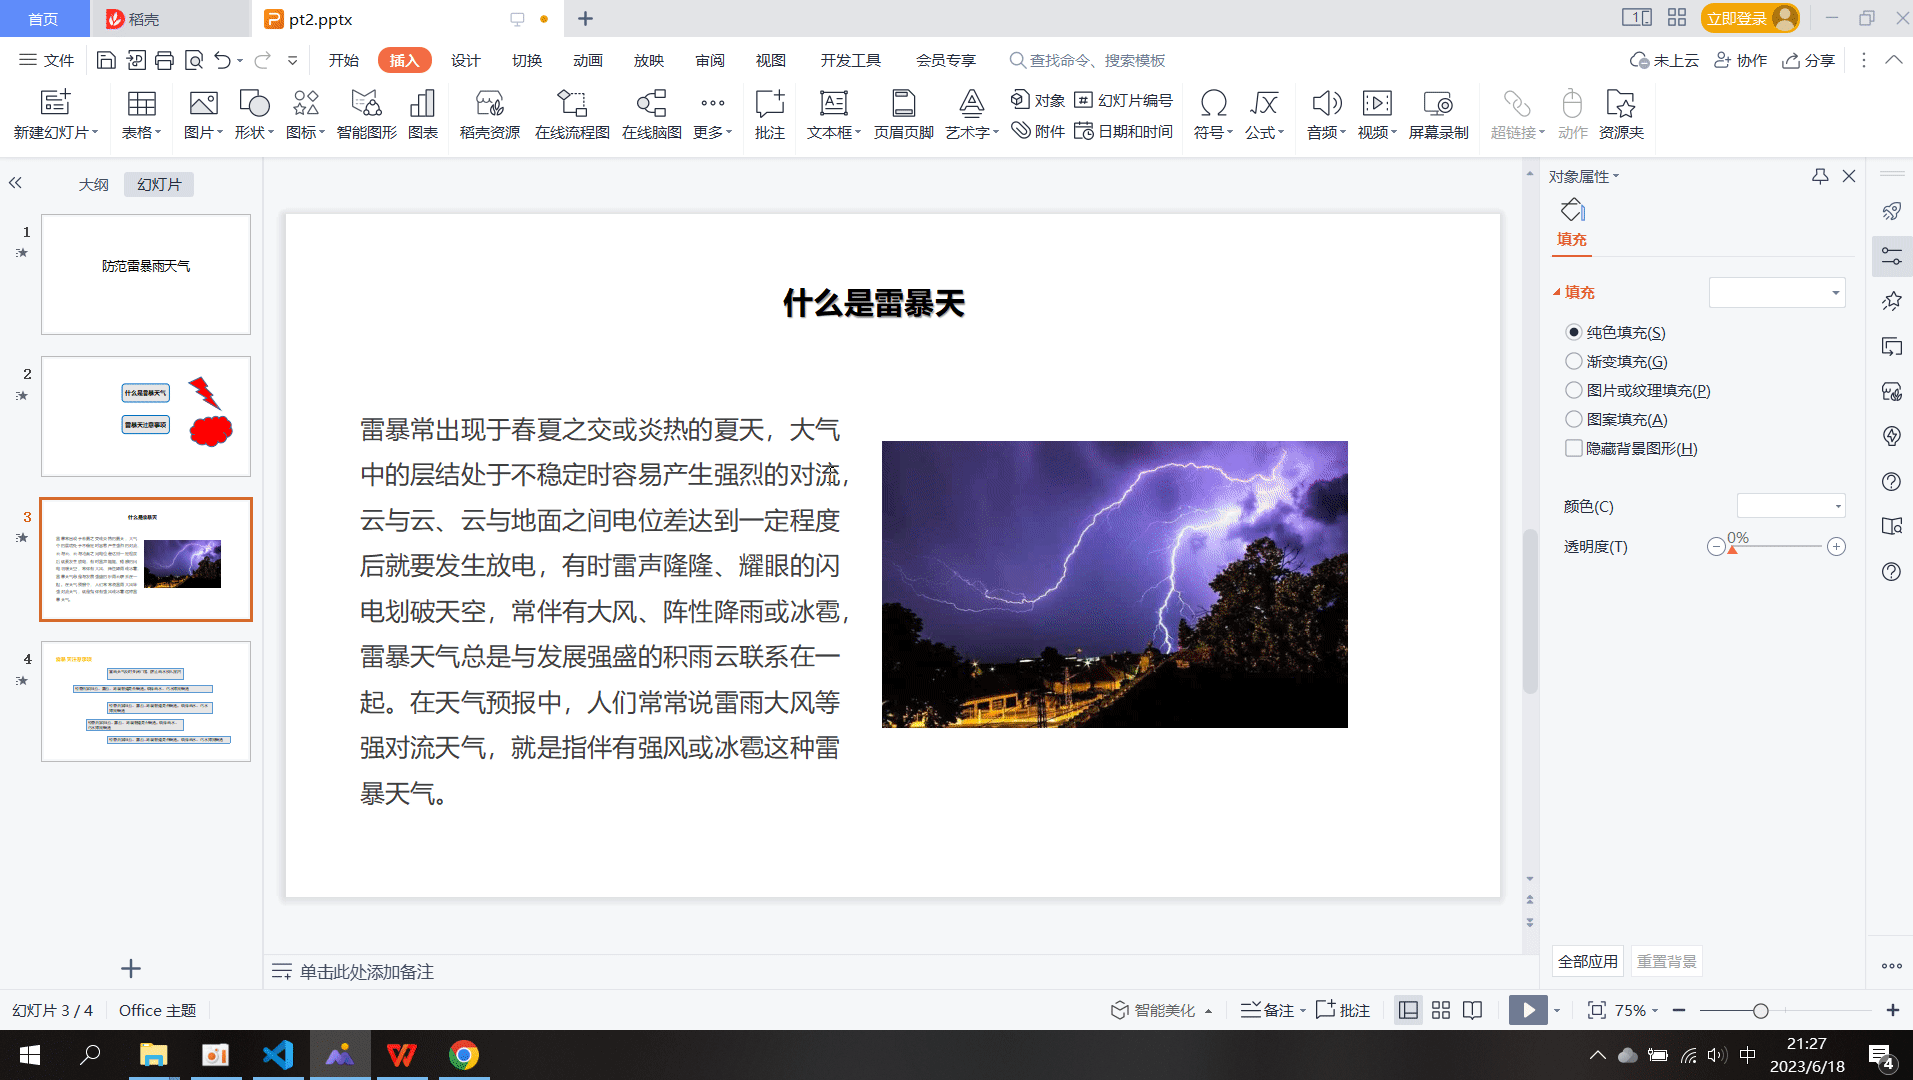 首页
稻壳
pt2.pptx
立即登录
文件
开始
插入
设计
切换
动画
放映
审阅
视图
开发工具
会员专享
查找命令、搜索模板
未上云
协作
分享
新建幻灯片
表格
图片
形状
图标
智能图形
图表
稻壳资源
在线流程图
在线脑图
更多
批注
文本框
页眉页脚
艺术字
对象
幻灯片编号
附件
日期和时间
符号
公式
音频
视频
屏幕录制
超链接
动作
资源夹
大纲
幻灯片
1
防范雷暴雨天气
2
什么是雷暴天气
雷暴天注意事项
3
什么是雷暴天
4
雷暴天注意事项
什么是雷暴天
雷暴常出现于春夏之交或炎热的夏天，大气
中的层结处于不稳定时容易产生强烈的对流，
云与云、云与地面之间电位差达到一定程度
后就要发生放电，有时雷声隆隆、耀眼的闪
电划破天空，常伴有大风、阵性降雨或冰雹，
雷暴天气总是与发展强盛的积雨云联系在一
起。在天气预报中，人们常常说雷雨大风等
强对流天气，就是指伴有强风或冰雹这种雷
暴天气。
单击此处添加备注
对象属性
填充
填充
纯色填充(S)
渐变填充(G)
图片或纹理填充(P)
图案填充(A)
隐藏背景图形(H)
颜色(C)
透明度(T)
0%
全部应用
重置背景
幻灯片 3 / 4
Office 主题
智能美化
备注
批注
75%
中
21:27
2023/6/18
4